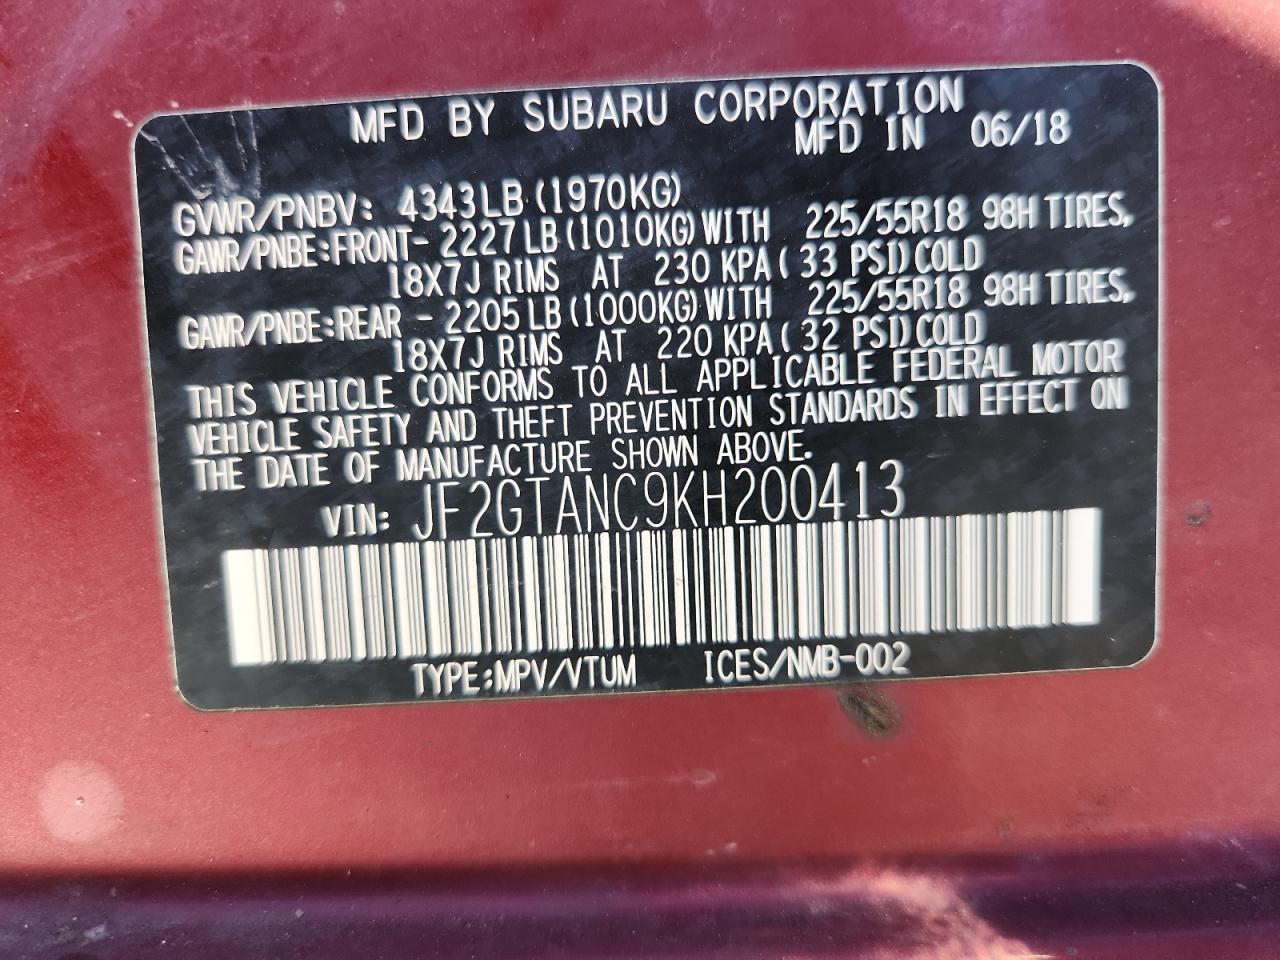 MFD BY SUBARU CORPORATION
MFD IN 06/18
GVWR/PNBV: 4343LB (1970KG)
GAWR/PNBE:FRONT- 2227LB(1010KG)WITH 225/55R18 98H TIRES,
18X7J RIMS AT 230 KPA( 33 PSI)COLD
GAWR/PNBE:REAR - 2205LB(1000KG)WITH 225/55R18 98H TIRES,
18X7J RIMS AT 220 KPA( 32 PSI)COLD
THIS VEHICLE CONFORMS TO ALL APPLICABLE FEDERAL MOTOR
VEHICLE SAFETY AND THEFT PREVENTION STANDARDS IN EFFECT ON
THE DATE OF MANUFACTURE SHOWN ABOVE.
VIN: JF2GTANC9KH200413
TYPE:MPV/VTUM ICES/NMB-002